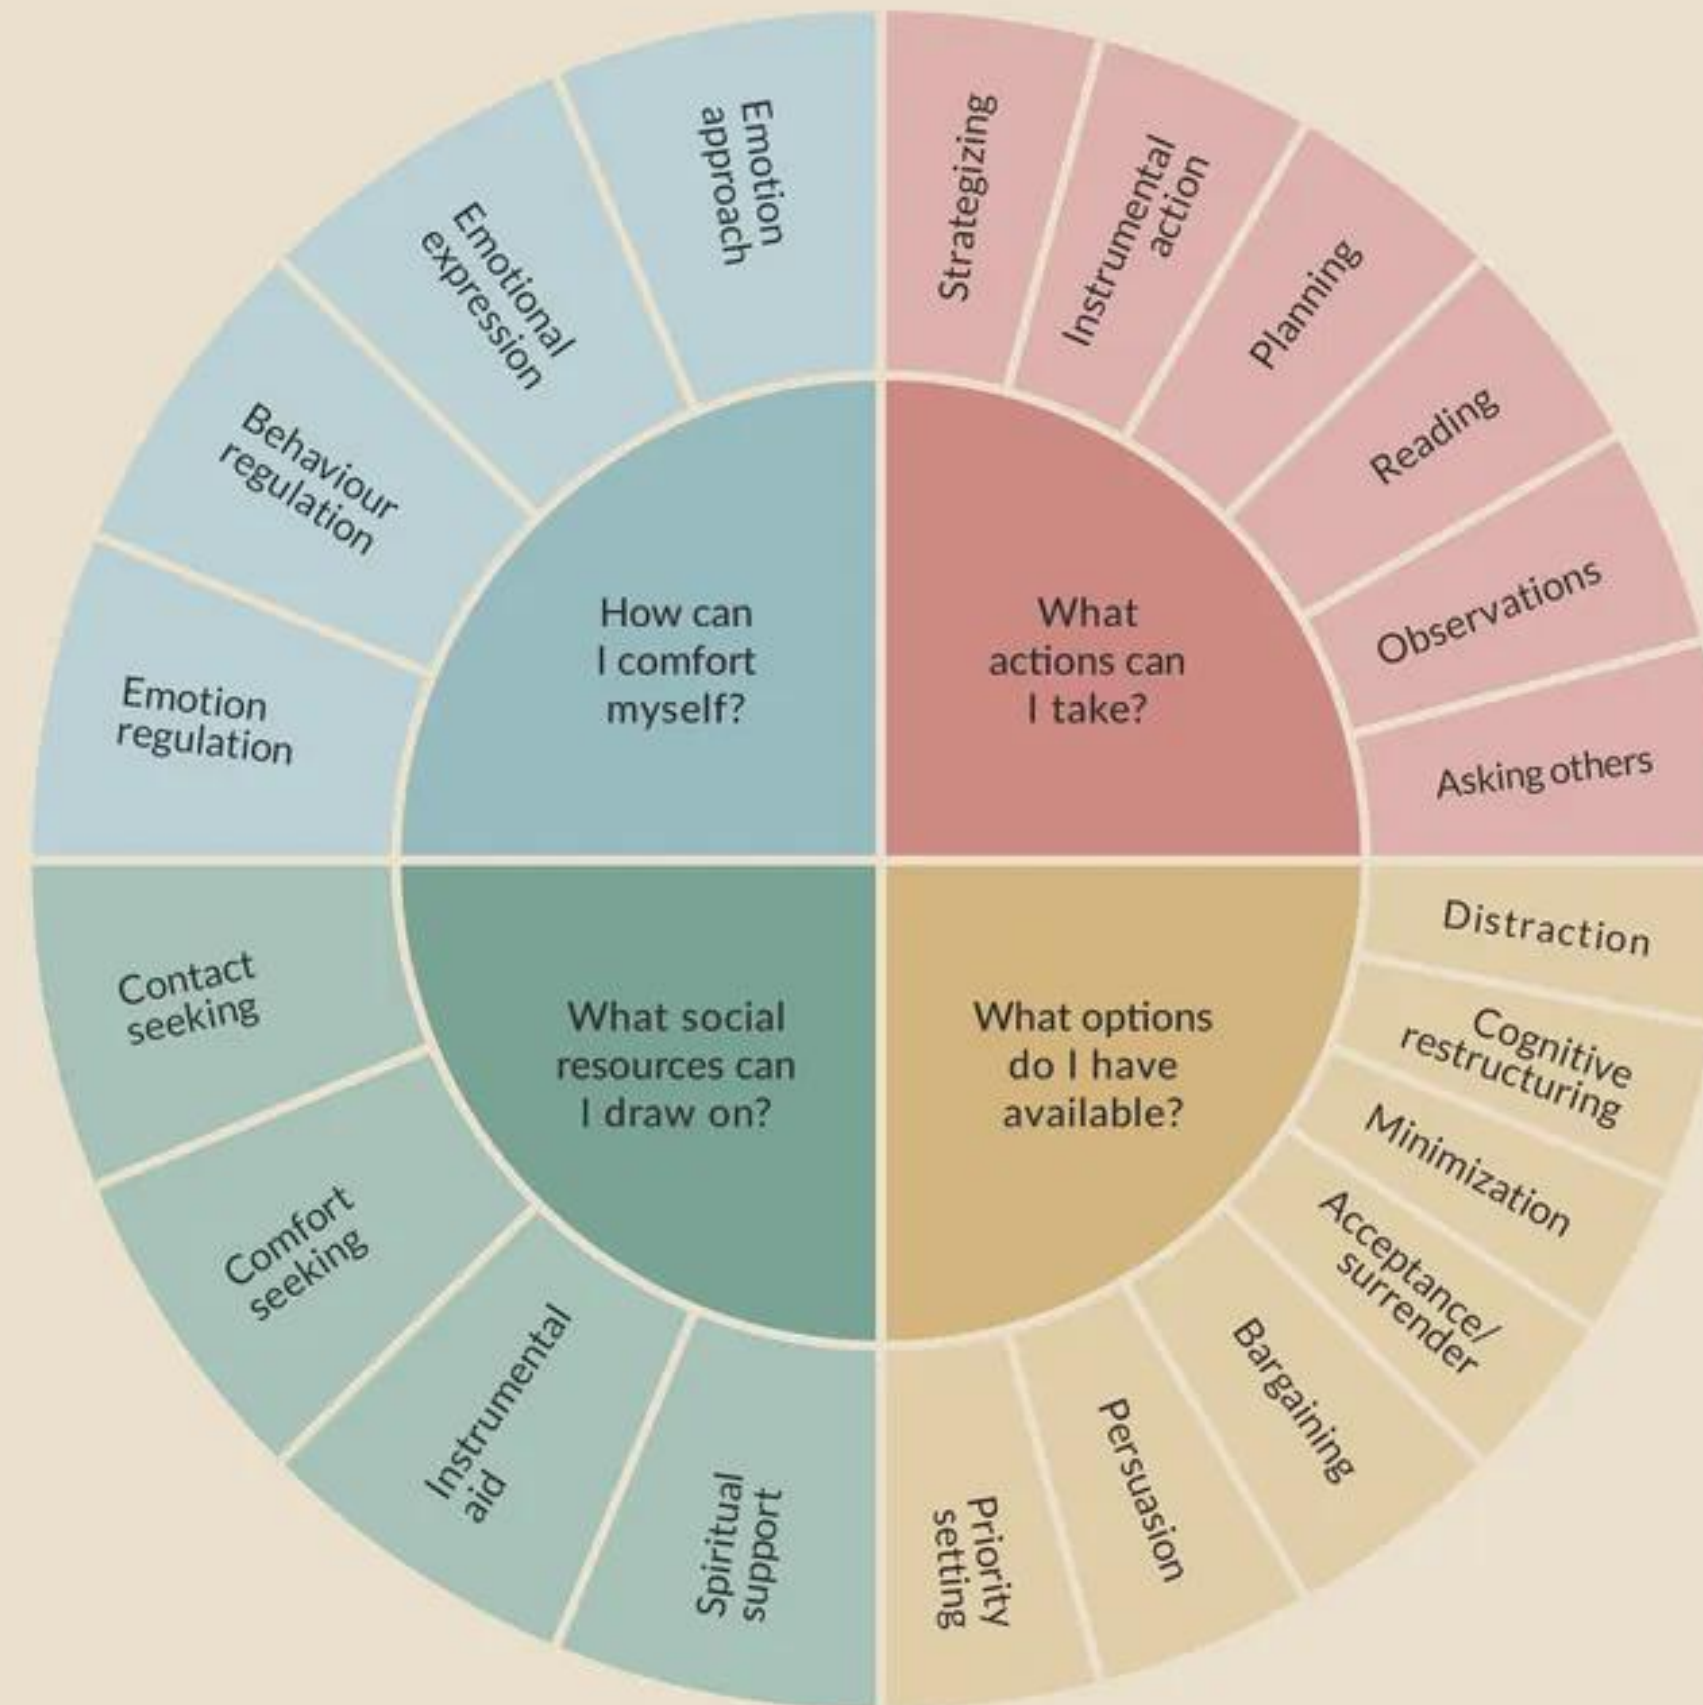 Emotion
approach
Emotional
expression
Behaviour
regulation
Emotion
regulation
How can
I comfort
myself?
Strategizing
Instrumental
action
Planning
Reading
Observations
Asking others
What
actions can
I take?
Contact
seeking
Comfort
seeking
Instrumental
aid
Spiritual
support
What social
resources can
I draw on?
Distraction
Cognitive
restructuring
Minimization
Acceptance/
surrender
Bargaining
Persuasion
Priority
setting
What options
do I have
available?